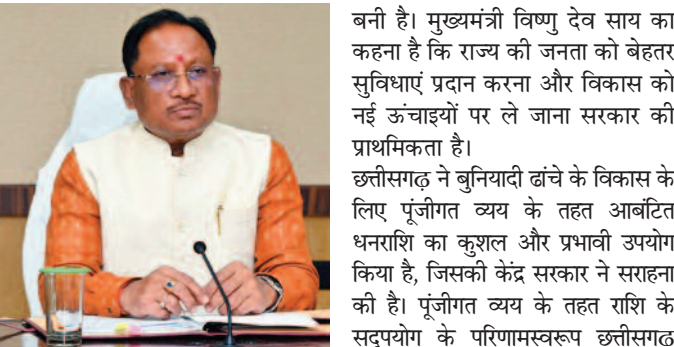 बनी है। मुख्यमंत्री विष्णु देव साय का
कहना है कि राज्य की जनता को बेहतर
सुविधाएं प्रदान करना और विकास को
नई ऊंचाइयों पर ले जाना सरकार की
प्राथमिकता है।
छत्तीसगढ़ ने बुनियादी ढांचे के विकास के
लिए पूंजीगत व्यय के तहत आबंटित
धनराशि का कुशल और प्रभावी उपयोग
किया है, जिसकी केंद्र सरकार ने सराहना
की है। पूंजीगत व्यय के तहत राशि के
सदुपयोग के परिणामस्वरूप छत्तीसगढ़